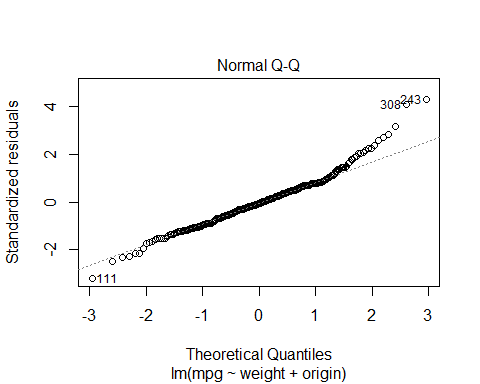 Normal Q-Q
Standardized residuals
4
2
0
-2
308
243
111
-3 -2 -1 0 1 2 3
Theoretical Quantiles
lm(mpg ~ weight + origin)